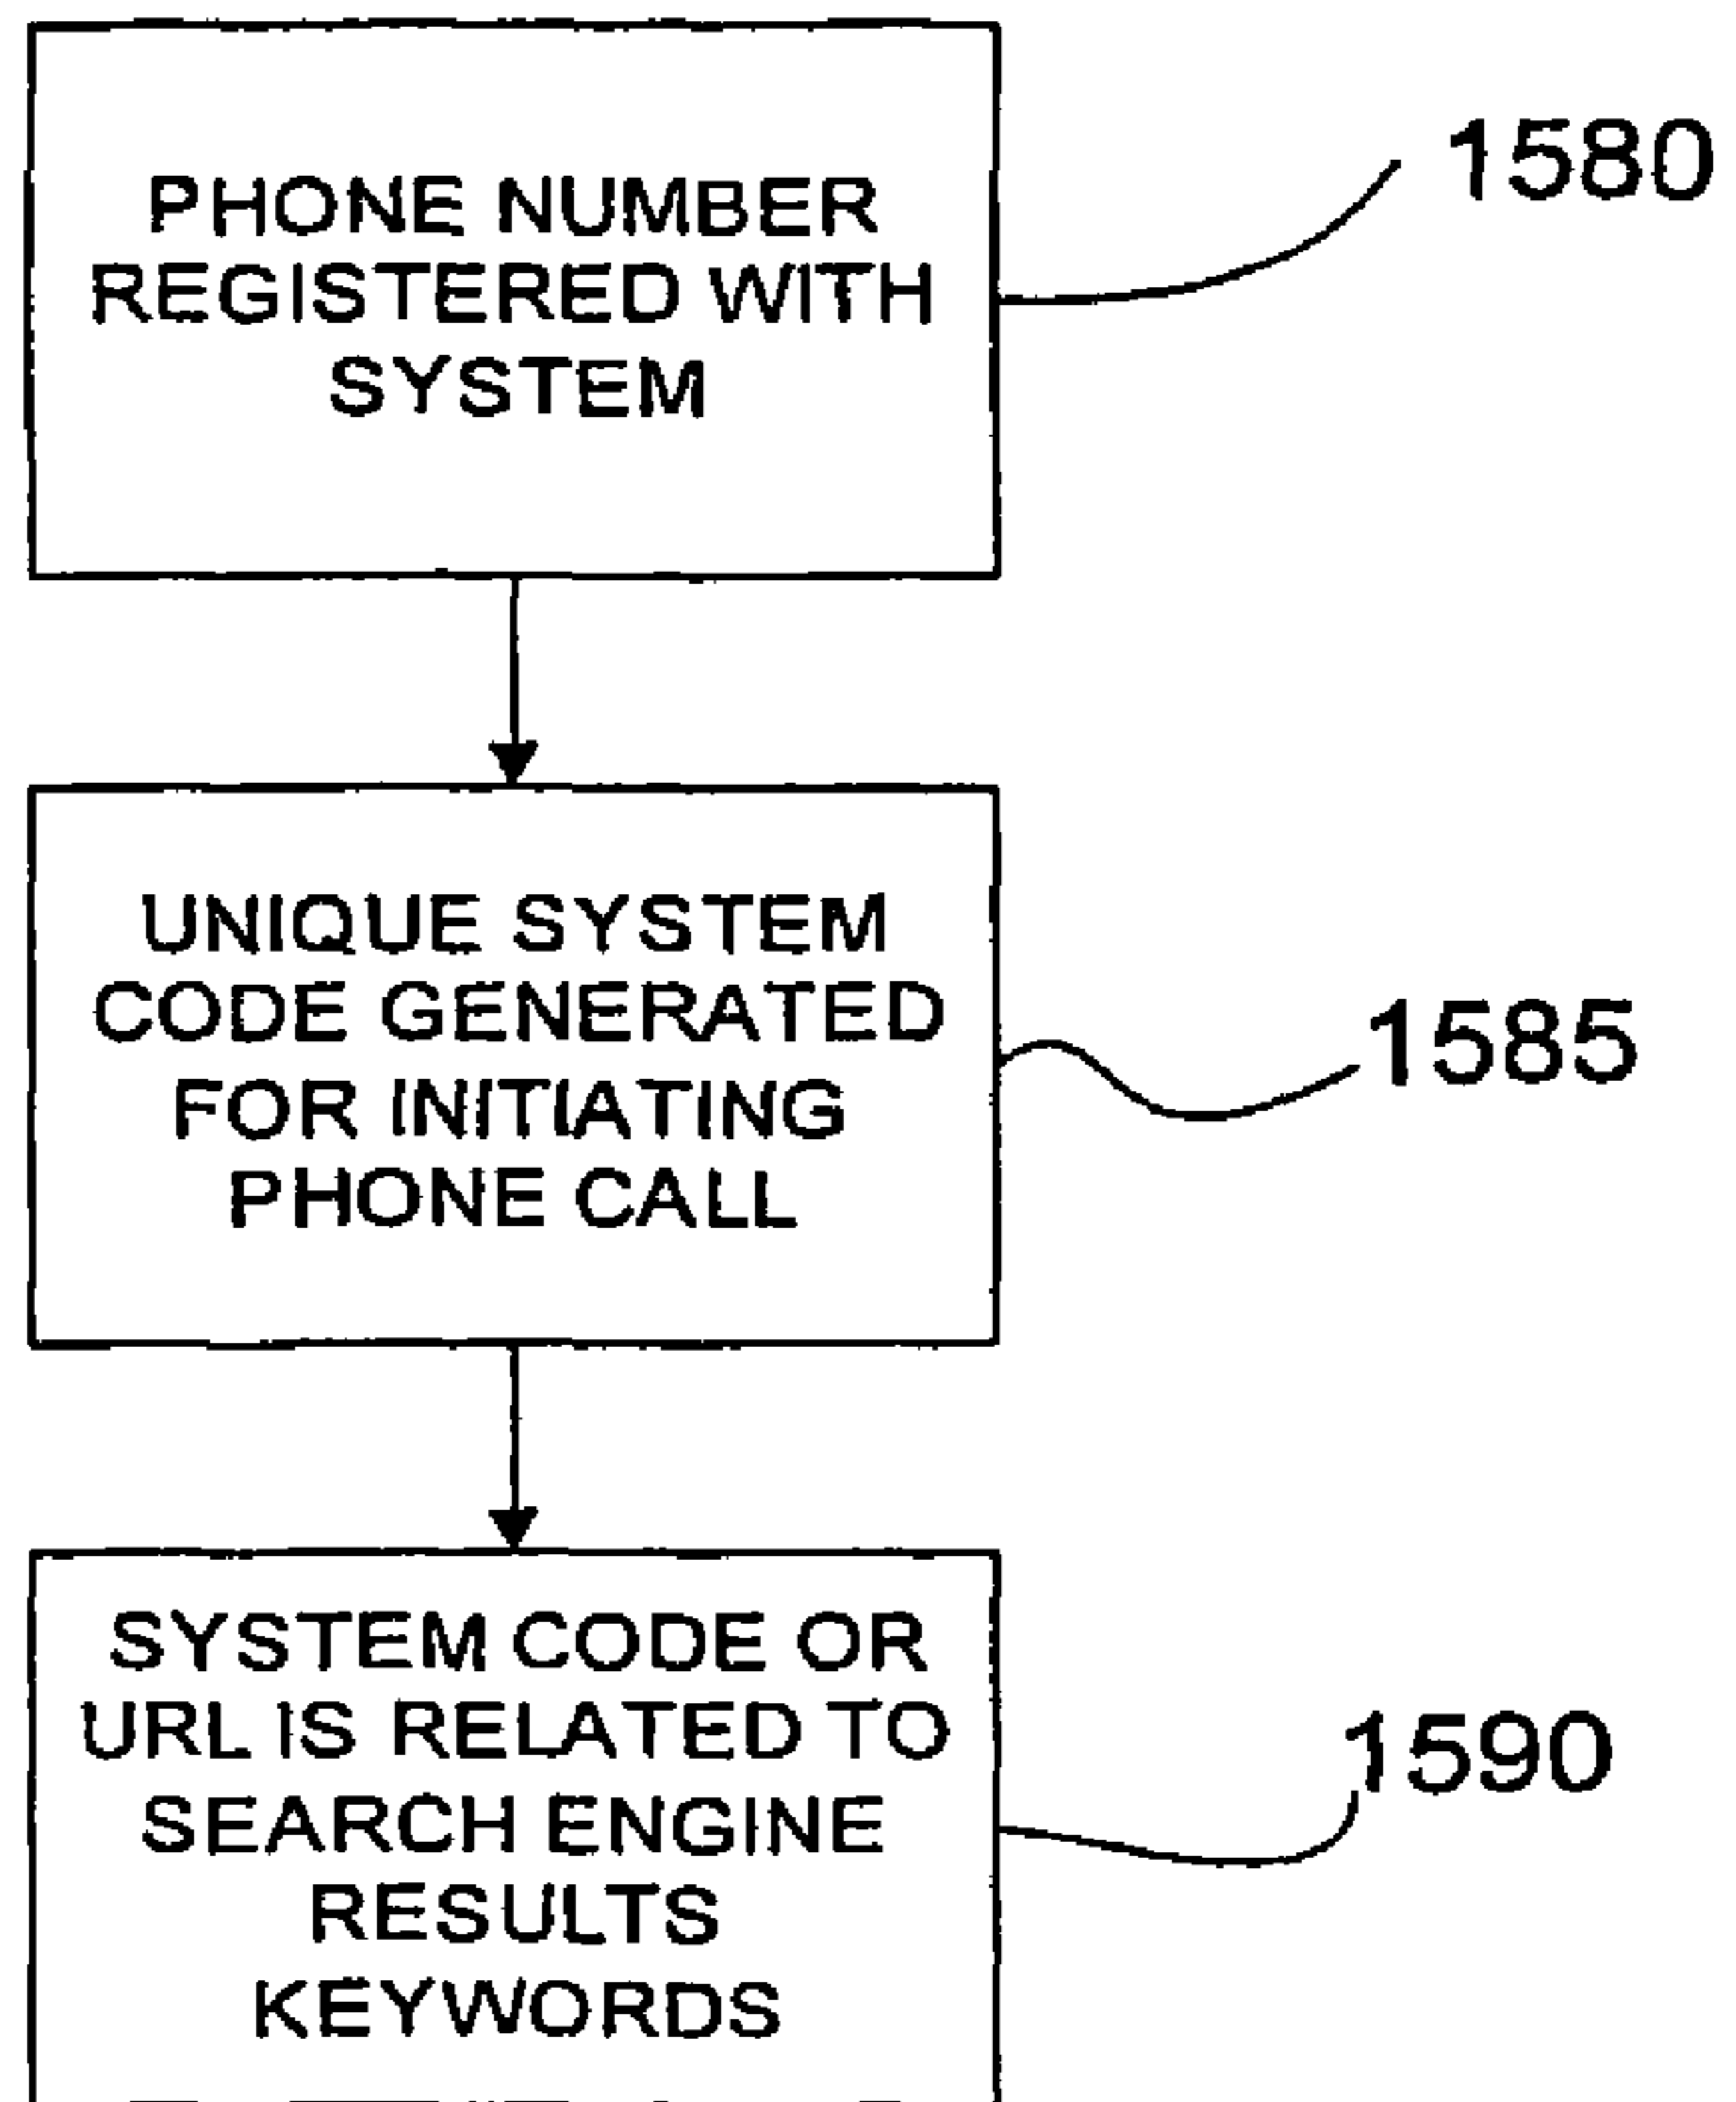 PHONE NUMBER
REGISTERED WITH
SYSTEM
1580
UNIQUE SYSTEM
CODE GENERATED
FOR INITIATING
PHONE CALL
1585
SYSTEM CODE OR
URL IS RELATED TO
SEARCH ENGINE
RESULTS
KEYWORDS
1590